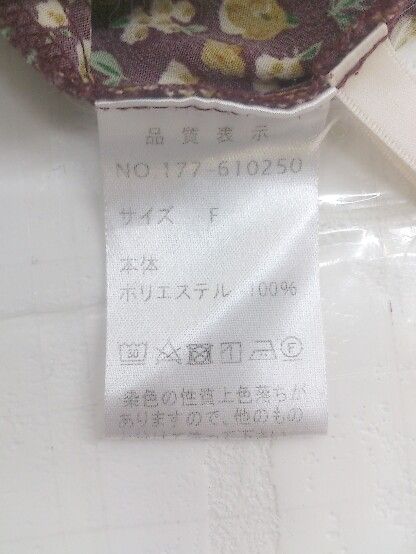 品質表示
NO.177-610250
サイズ F
本体
ポリエステル 100%
30
F
染色の性質上色落ちが
ありますので、他のもの